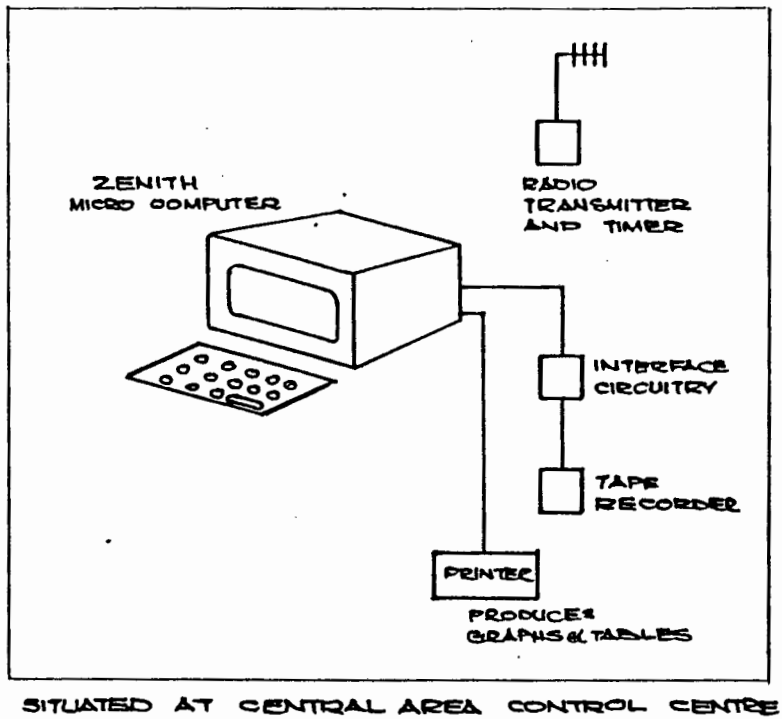 ZENITH
MICRO COMPUTER
RADIO
TRANSMITTER
AND TIMER
INTERFACE
CIRCUITRY
TAPE
RECORDER
PRINTER
PRODUCES
GRAPHS & TABLES
SITUATED AT CENTRAL AREA CONTROL CENTRE